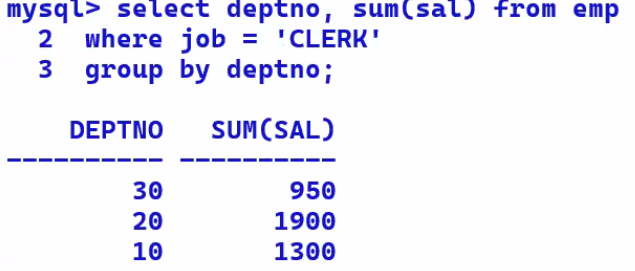 mysql> select deptno, sum(sal) from emp
2 where job = 'CLERK'
3 group by deptno;
DEPTNO SUM(SAL)
---------- ----------
30 950
20 1900
10 1300